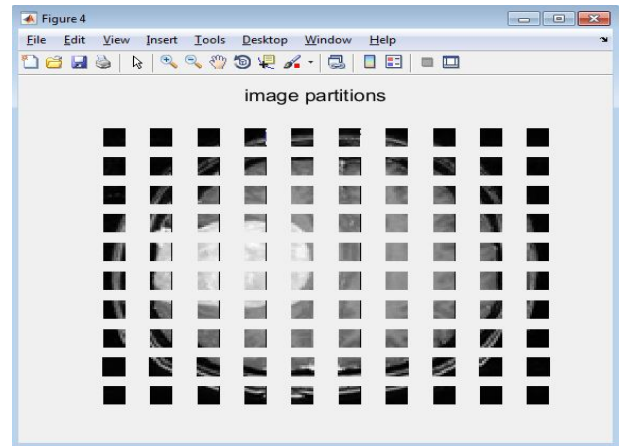 Figure 4
File Edit View Insert Tools Desktop Window Help
image partitions